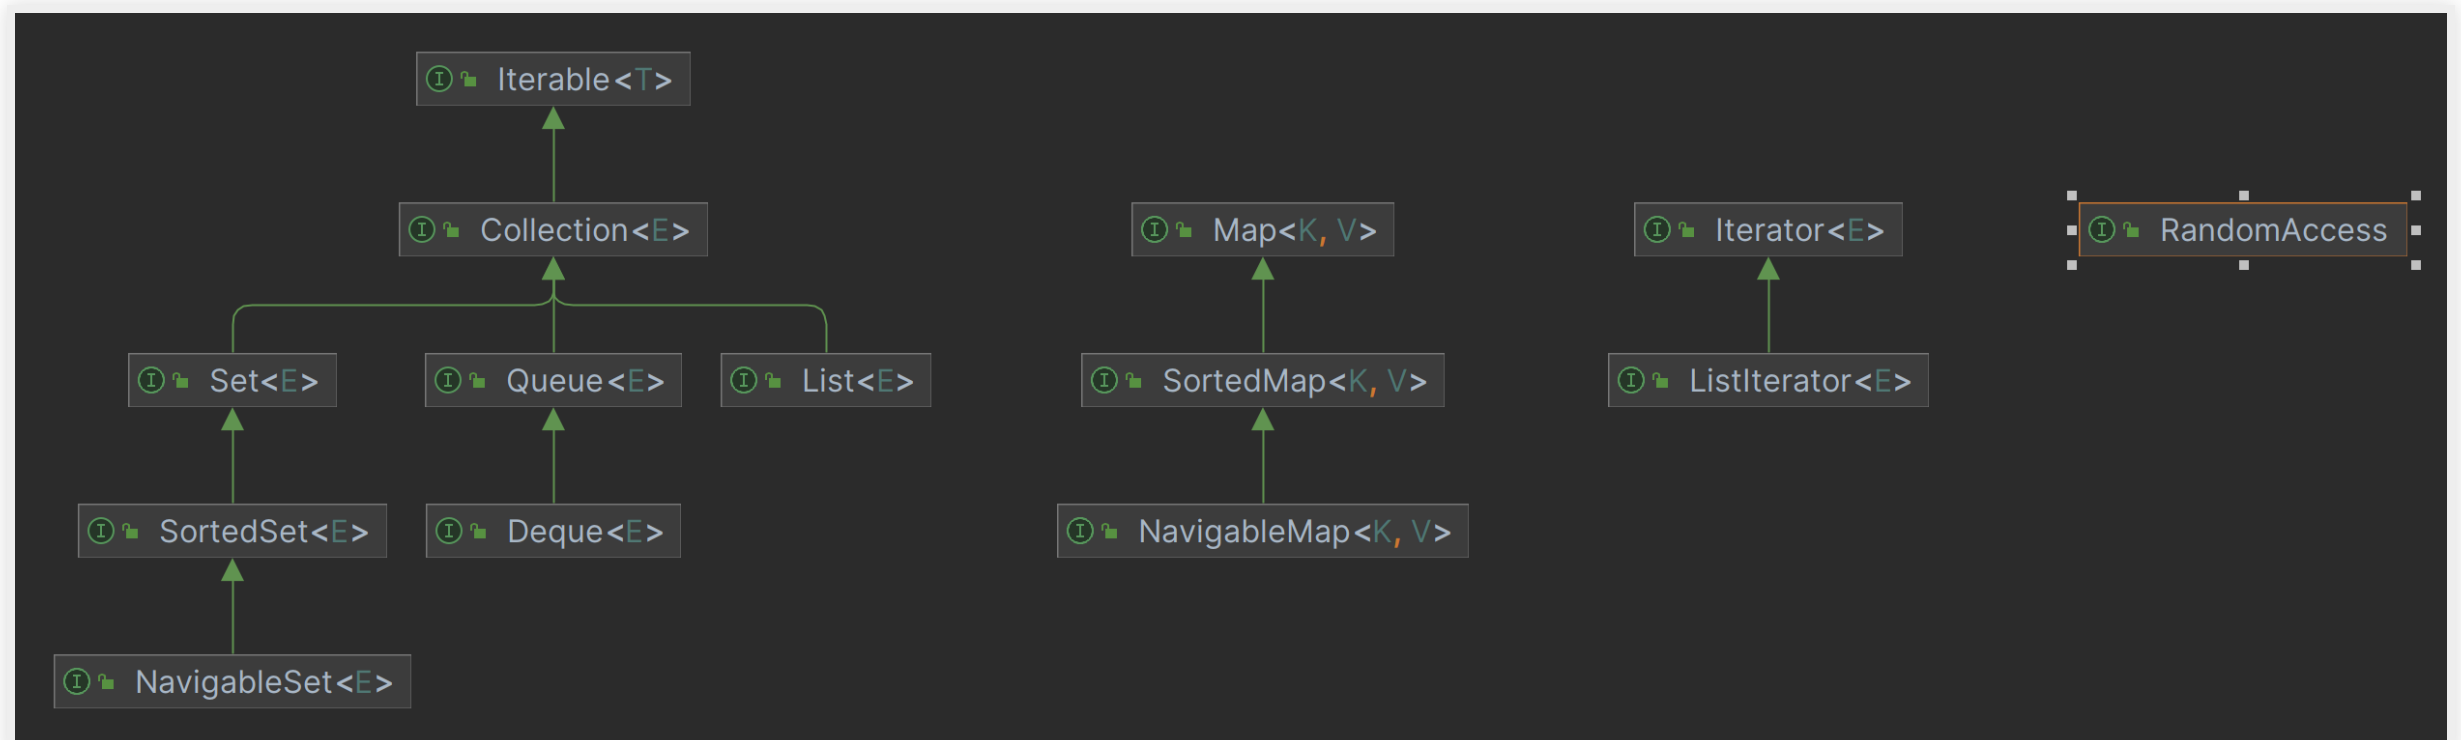 Iterable<T>
Collection<E>
Map<K, V>
Iterator<E>
RandomAccess
Set<E>
Queue<E>
List<E>
SortedMap<K, V>
ListIterator<E>
SortedSet<E>
Deque<E>
NavigableMap<K, V>
NavigableSet<E>